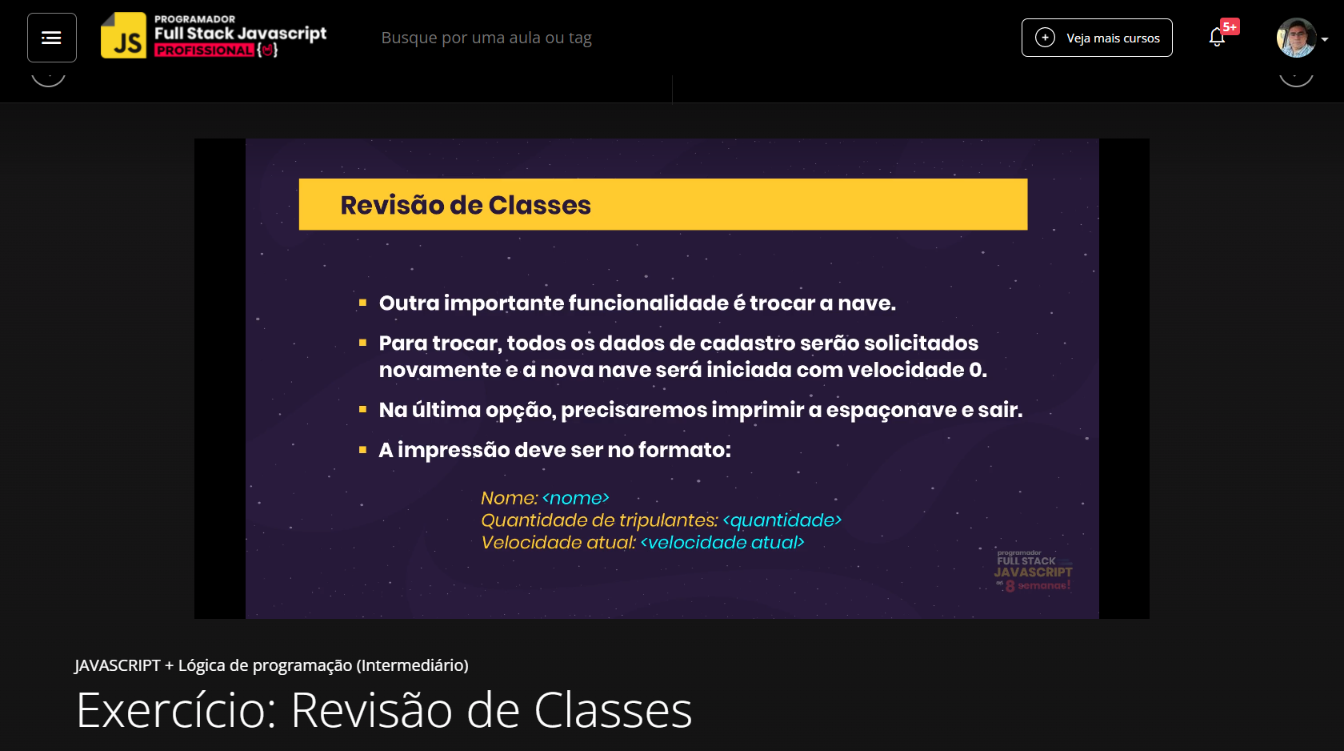 PROGRAMADOR
Full Stack Javascript
JS
PROFISSIONAL { }
Busque por uma aula ou tag
Veja mais cursos
5+
Revisão de Classes
Outra importante funcionalidade é trocar a nave.
Para trocar, todos os dados de cadastro serão solicitados
novamente e a nova nave será iniciada com velocidade 0.
Na última opção, precisaremos imprimir a espaçonave e sair.
A impressão deve ser no formato:
Nome: <nome>
Quantidade de tripulantes: <quantidade>
Velocidade atual: <velocidade atual>
programador
FULL STACK
JAVASCRIPT
8 semanas!
JAVASCRIPT + Lógica de programação (Intermediário)
Exercício: Revisão de Classes